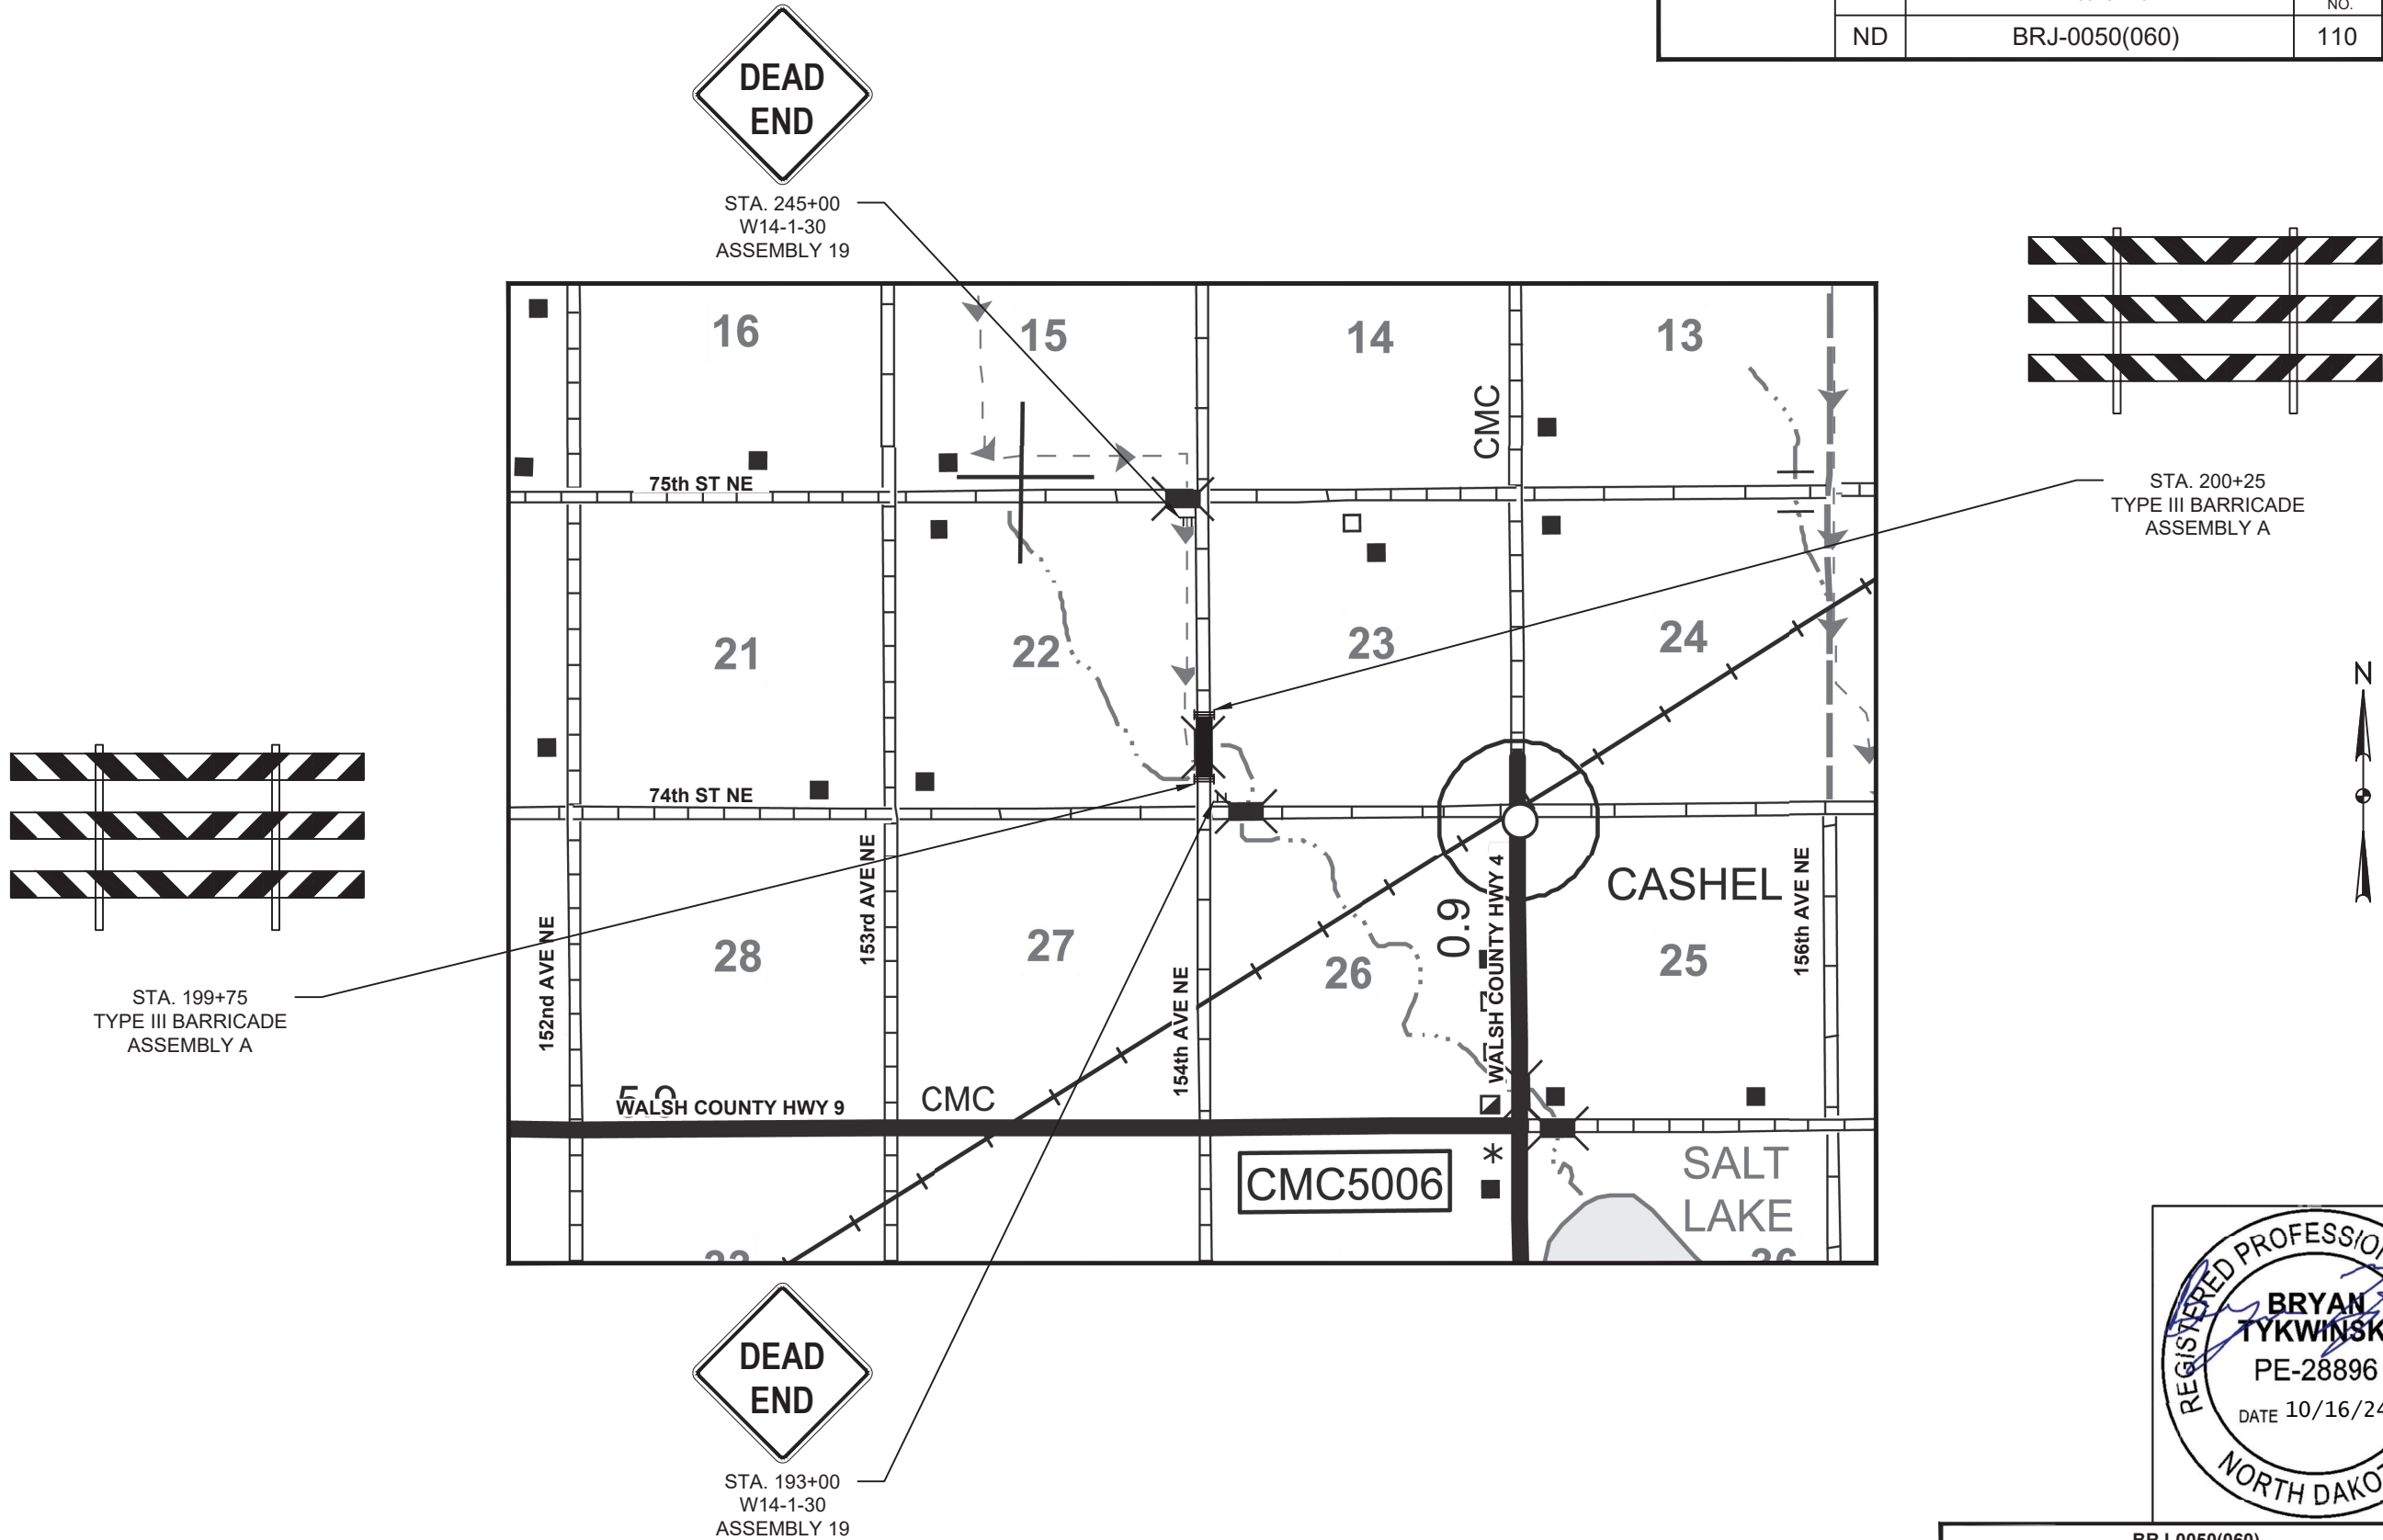 NO.
ND BRJ-0050(060) 110
DEAD
END
STA. 245+00
W14-1-30
ASSEMBLY 19
16
15
14
13
CMC
75th ST NE
STA. 200+25
TYPE III BARRICADE
ASSEMBLY A
21
22
23
24
N
74th ST NE
153rd AVE NE
WALSH COUNTY HWY 4
0.9
CASHEL
156th AVE NE
28
27
26
25
152nd AVE NE
154th AVE NE
STA. 199+75
TYPE III BARRICADE
ASSEMBLY A
WALSH COUNTY HWY 9
CMC
CMC5006
SALT
LAKE
DEAD
END
STA. 193+00
W14-1-30
ASSEMBLY 19
REGISTERED
BRYAN
PE-28896
DATE 10/16/24
NORTH
BRJ-0050(060)